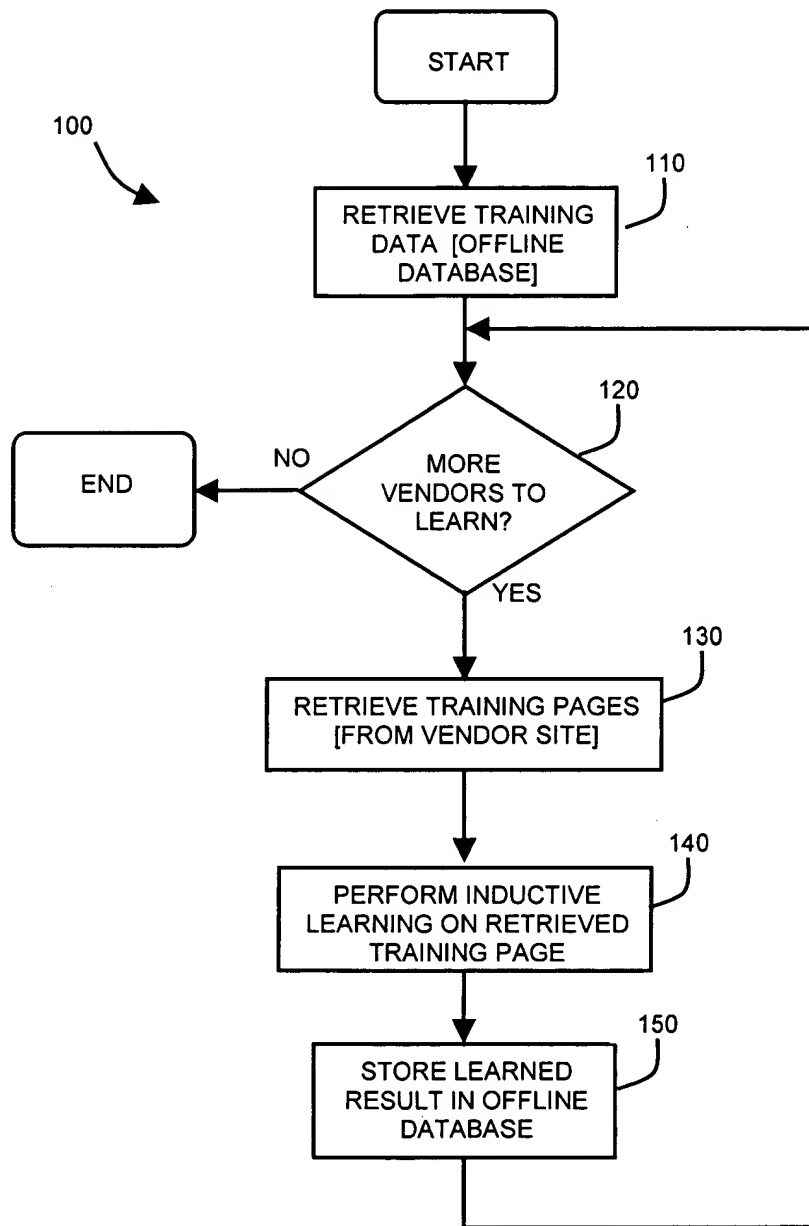 START
100
110
RETRIEVE TRAINING
DATA [OFFLINE
DATABASE]
120
NO
END
MORE
VENDORS TO
LEARN?
YES
130
RETRIEVE TRAINING PAGES
[FROM VENDOR SITE]
140
PERFORM INDUCTIVE
LEARNING ON RETRIEVED
TRAINING PAGE
150
STORE LEARNED
RESULT IN OFFLINE
DATABASE